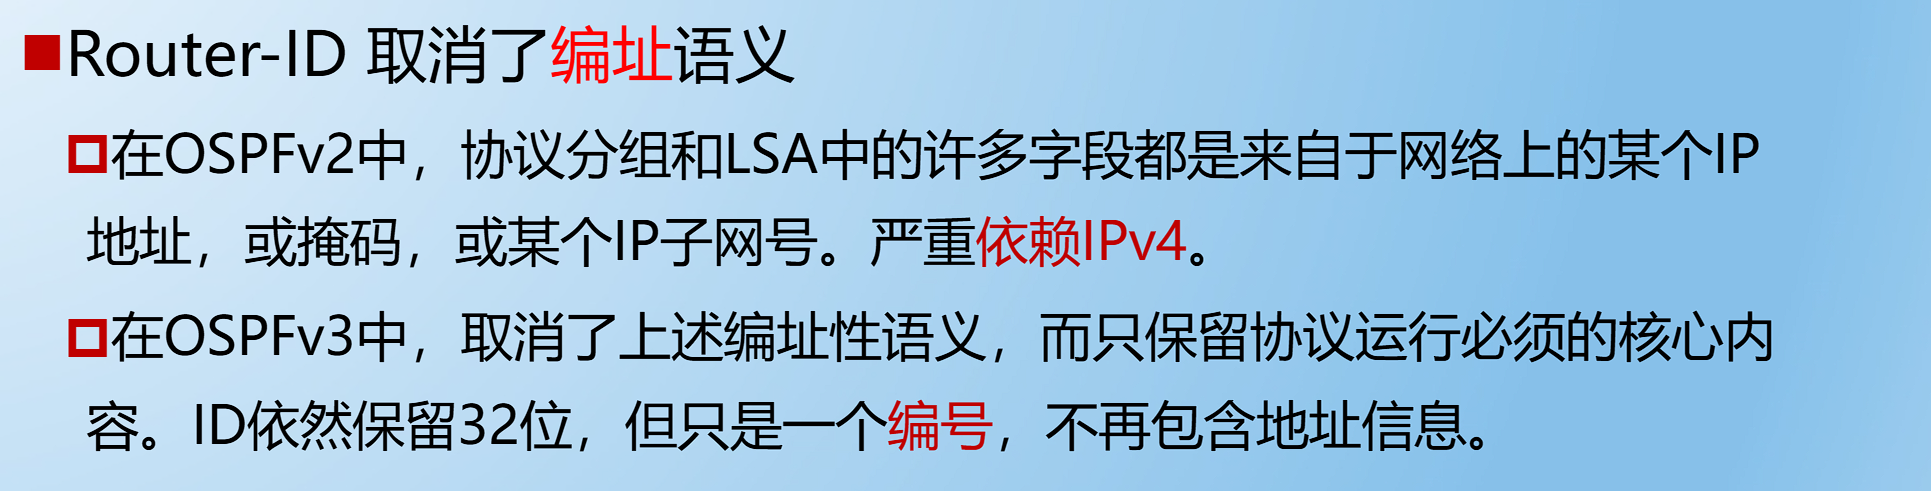 Router-ID 取消了编址语义
在OSPFv2中，协议分组和LSA中的许多字段都是来自于网络上的某个IP
地址，或掩码，或某个IP子网号。严重依赖IPv4。
在OSPFv3中，取消了上述编址性语义，而只保留协议运行必须的核心内
容。ID依然保留32位，但只是一个编号，不再包含地址信息。